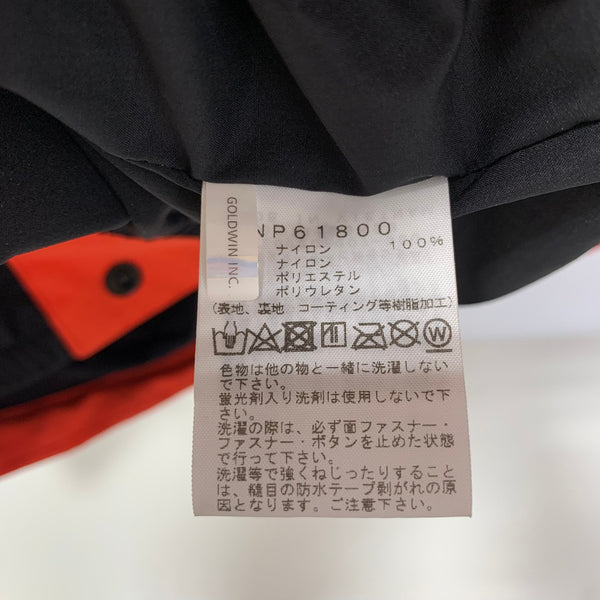 GOLDWIN INC.
NP61800
ナイロン 100%
ナイロン
ポリエステル
ポリウレタン
(表地、裏地 コーティング等樹脂加工)
色物は他の物と一緒に洗濯しない
で下さい。
蛍光剤入り洗剤は使用しないで下
さい。
洗濯の際は、必ず面ファスナー・
ファスナー・ボタンを止めた状態
で行って下さい。
洗濯等で強くねじったりすること
は、縫目の防水テープ剥がれの原
因となります。ご注意下さい。